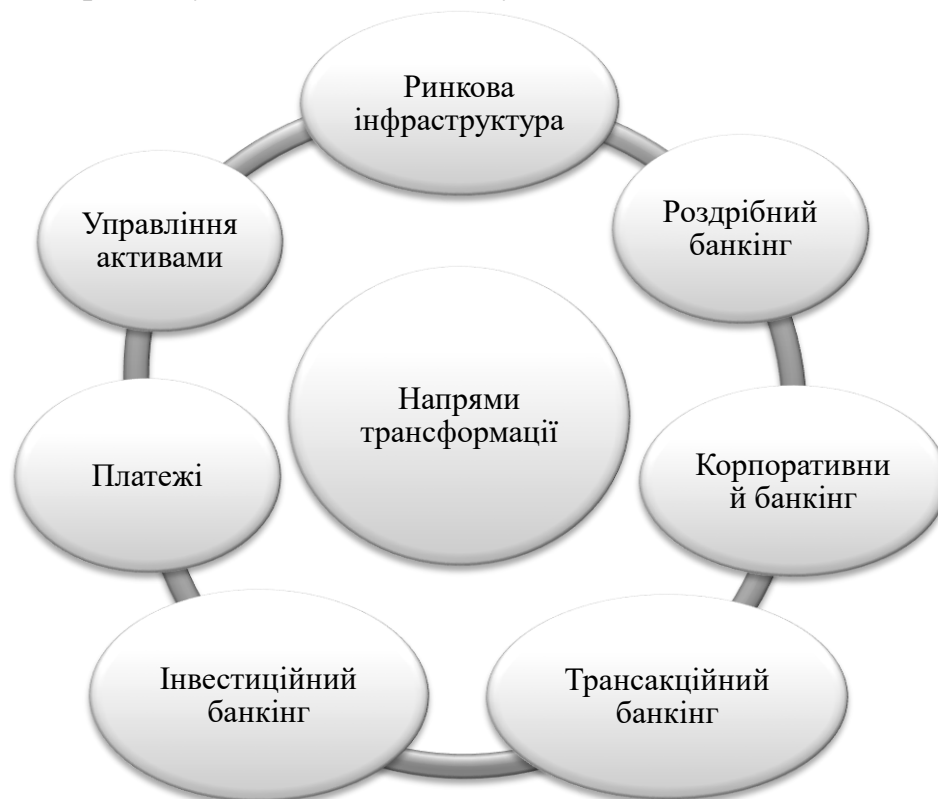 Ринкова
інфраструктура
Роздрібний
банкінг
Корпоративни
й банкінг
Трансакційний
банкінг
Інвестиційний
банкінг
Платежі
Управління
активами
Напрями
трансформації